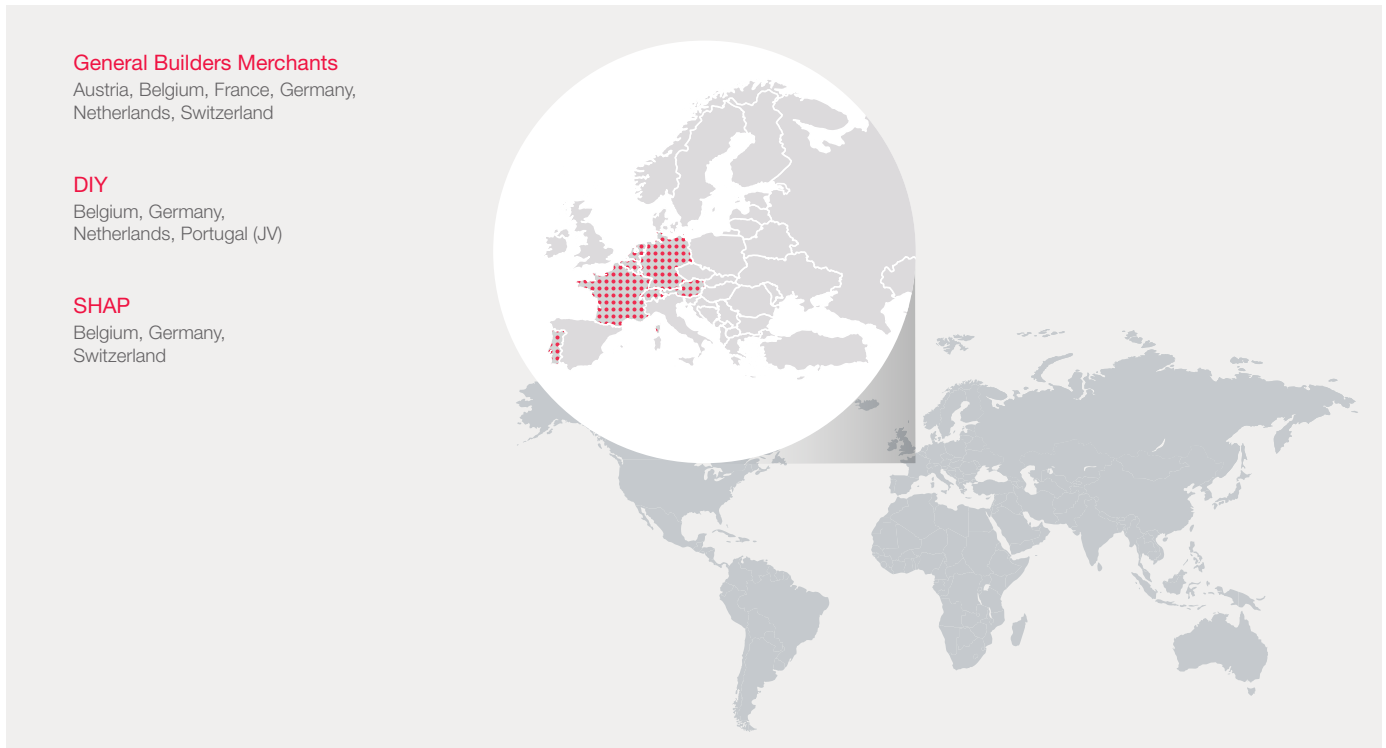 General Builders Merchants
Austria, Belgium, France, Germany,
Netherlands, Switzerland
DIY
Belgium, Germany,
Netherlands, Portugal (JV)
SHAP
Belgium, Germany,
Switzerland